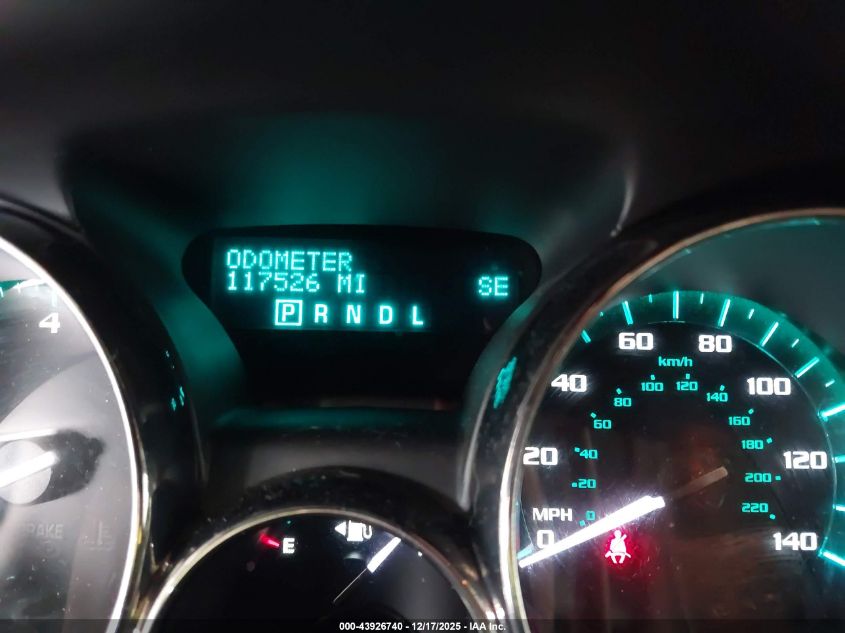 ODOMETER
117526 MI
SE
P R N D L
4
60 80
km/h
40 100
80 100 120 140
60 160
20 120
40 180
20 200
MPH 0 220
0 140
BRAKE
E
000-43926740 - 12/17/2025 - IAA Inc.